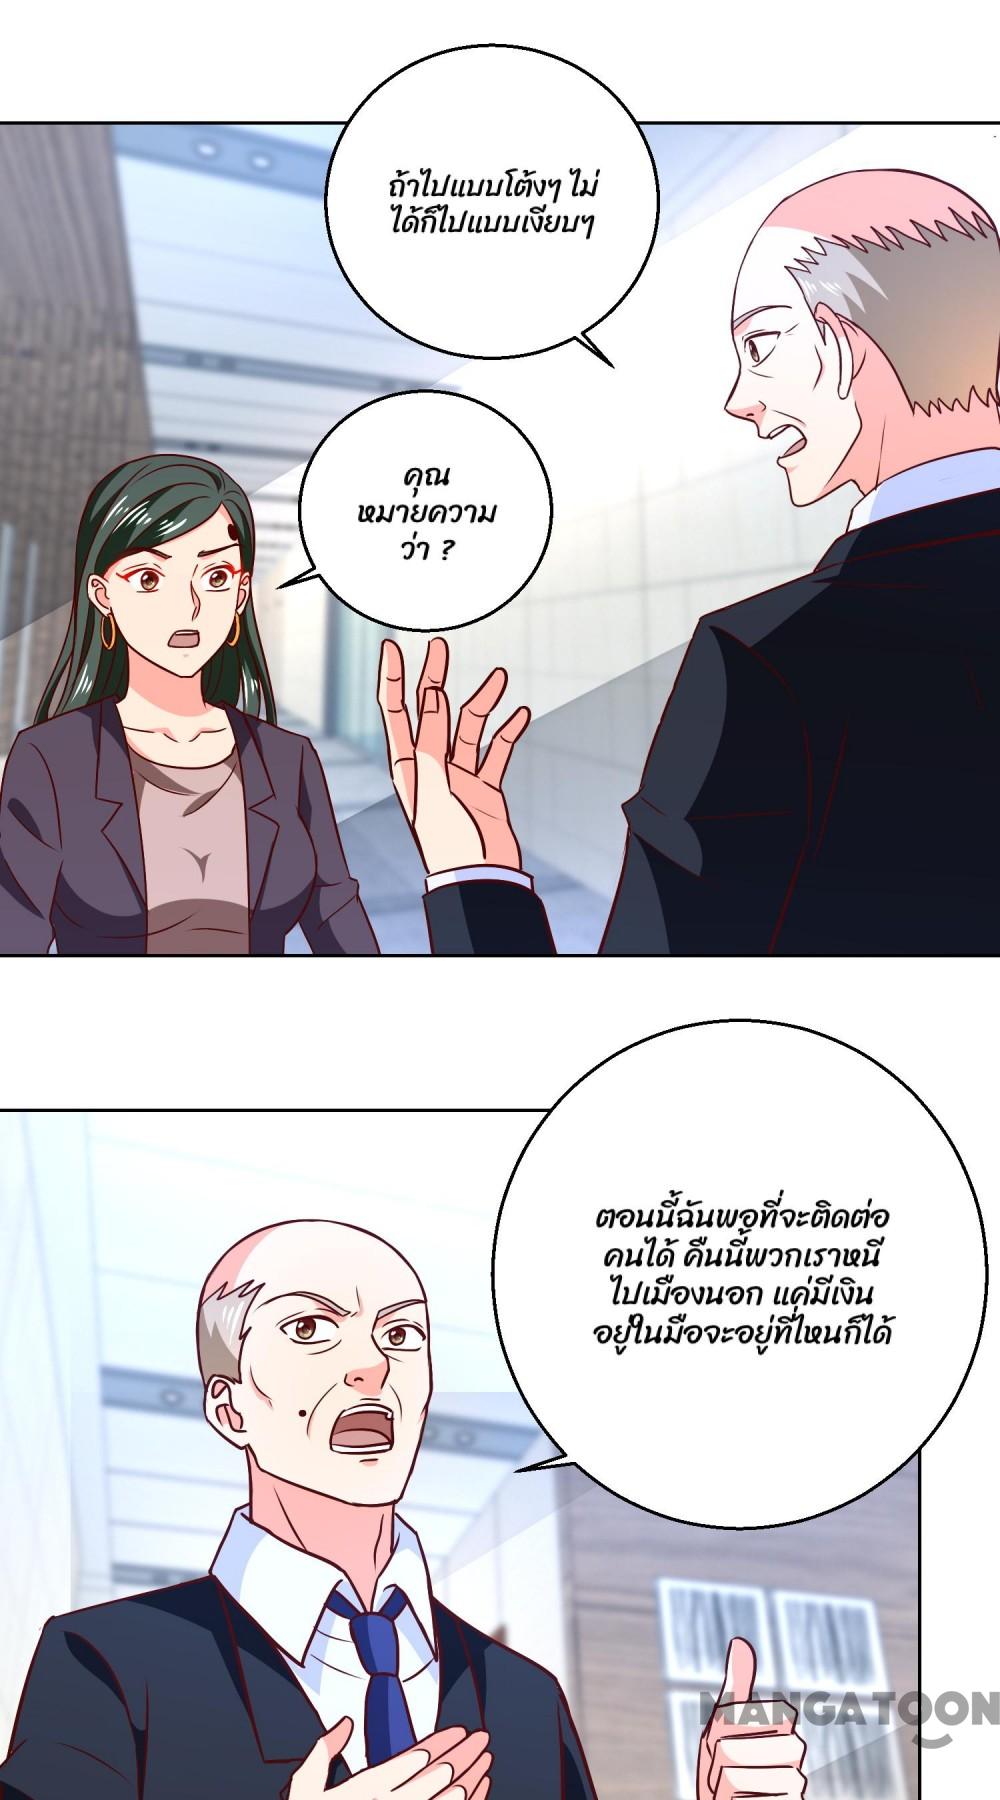 ถ้าไปแบบโต้งๆ ไม่
ได้ก็ไปแบบเงียบๆ
คุณ
หมายความ
ว่า ?
ตอนนี้ฉันพอที่จะติดต่อ
คนได้ คืนนี้พวกเราหนี
ไปเมืองนอก แค่มีเงิน
อยู่ในมือจะอยู่ที่ไหนก็ได้
MANGATOON